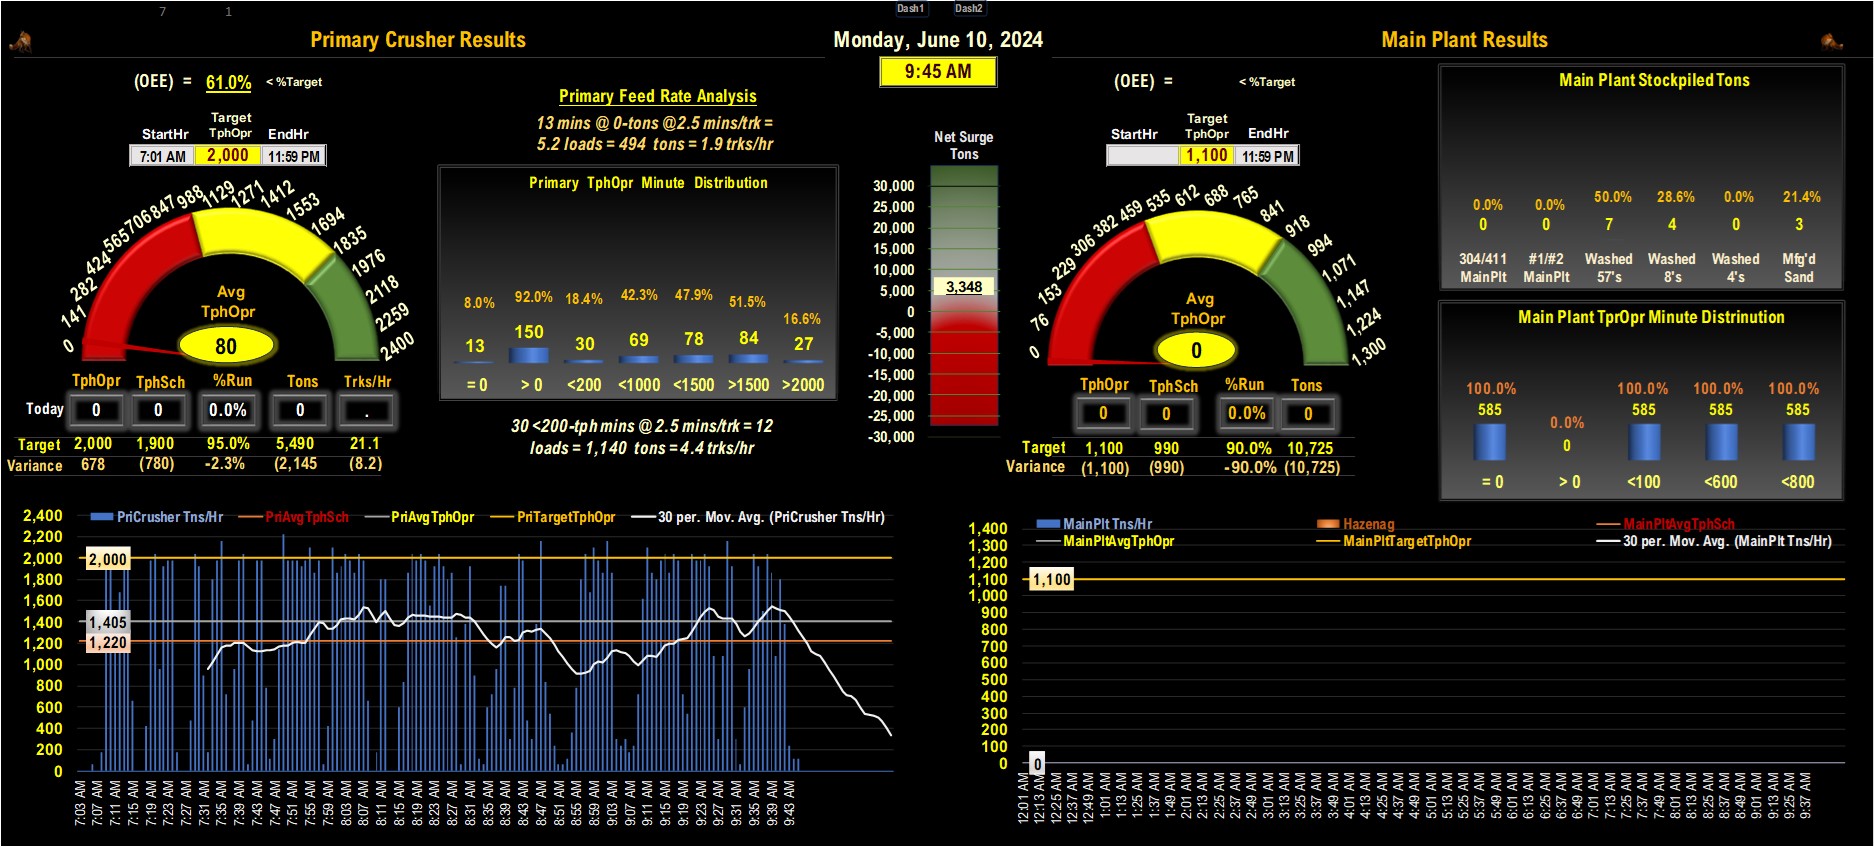 7 1 Dash1 Dash2
Primary Crusher Results
Monday, June 10, 2024
Main Plant Results
9:45 AM
(OEE) = 61.0% < %Target
StartHr Target TphOpr EndHr
7:01 AM 2,000 11:59 PM
0 141 282 424 565 706 847 988 1129 1271 1412 1553 1694 1835 1976 2118 2259 2400
Avg
TphOpr
80
TphOpr TphSch %Run Tons Trks/Hr
Today 0 0 0.0% 0 .
Target 2,000 1,900 95.0% 5,490 21.1
Variance 678 (780) -2.3% (2,145 (8.2)
Primary Feed Rate Analysis
13 mins @ 0-tons @2.5 mins/trk =
5.2 loads = 494 tons = 1.9 trks/hr
Primary TphOpr Minute Distribution
8.0% 92.0% 18.4% 42.3% 47.9% 51.5% 16.6%
13 150 30 69 78 84 27
= 0 > 0 <200 <1000 <1500 >1500 >2000
30 <200-tph mins @ 2.5 mins/trk = 12
loads = 1,140 tons = 4.4 trks/hr
Net Surge
Tons
30,000
25,000
20,000
15,000
10,000
3,348
5,000
0
-5,000
-10,000
-15,000
-20,000
-25,000
-30,000
(OEE) = < %Target
StartHr Target TphOpr EndHr
1,100 11:59 PM
0 76 153 229 306 382 459 535 612 688 765 841 918 994 1,071 1,147 1,224 1,300
Avg
TphOpr
0
TphOpr TphSch %Run Tons
0 0 0.0% 0
Target 1,100 990 90.0% 10,725
Variance (1,100) (990) -90.0% (10,725)
Main Plant Stockpiled Tons
0.0% 0.0% 50.0% 28.6% 0.0% 21.4%
0 0 7 4 0 3
304/411 #1/#2 Washed Washed Washed Mfg'd
MainPlt MainPlt 57's 8's 4's Sand
Main Plant TprOpr Minute Distrinution
100.0% 0.0% 100.0% 100.0% 100.0%
585 0 585 585 585
= 0 > 0 <100 <600 <800
PriCrusher Tns/Hr PriAvgTphSch PriAvgTphOpr PriTargetTphOpr 30 per. Mov. Avg. (PriCrusher Tns/Hr)
2,400
2,200
2,000
1,800
1,600
1,400
1,200
1,000
800
600
400
200
0
2,000
1,405
1,220
7:03 AM 7:07 AM 7:11 AM 7:15 AM 7:19 AM 7:23 AM 7:27 AM 7:31 AM 7:35 AM 7:39 AM 7:43 AM 7:47 AM 7:51 AM 7:55 AM 7:59 AM 8:03 AM 8:07 AM 8:11 AM 8:15 AM 8:19 AM 8:23 AM 8:27 AM 8:31 AM 8:35 AM 8:39 AM 8:43 AM 8:47 AM 8:51 AM 8:55 AM 8:59 AM 9:03 AM 9:07 AM 9:11 AM 9:15 AM 9:19 AM 9:23 AM 9:27 AM 9:31 AM 9:35 AM 9:39 AM 9:43 AM
MainPlt Tns/Hr Hazenag MainPltAvgTphSch
MainPltAvgTphOpr MainPltTargetTphOpr 30 per. Mov. Avg. (MainPlt Tns/Hr)
1,400
1,300
1,200
1,100
1,000
900
800
700
600
500
400
300
200
100
0
1,100
0
12:01 AM 12:13 AM 12:25 AM 12:37 AM 12:49 AM 1:01 AM 1:13 AM 1:25 AM 1:37 AM 1:49 AM 2:01 AM 2:13 AM 2:25 AM 2:37 AM 2:49 AM 3:01 AM 3:13 AM 3:25 AM 3:37 AM 3:49 AM 4:01 AM 4:13 AM 4:25 AM 4:37 AM 4:49 AM 5:01 AM 5:13 AM 5:25 AM 5:37 AM 5:49 AM 6:01 AM 6:13 AM 6:25 AM 6:37 AM 6:49 AM 7:01 AM 7:13 AM 7:25 AM 7:37 AM 7:49 AM 8:01 AM 8:13 AM 8:25 AM 8:37 AM 8:49 AM 9:01 AM 9:13 AM 9:25 AM 9:37 AM